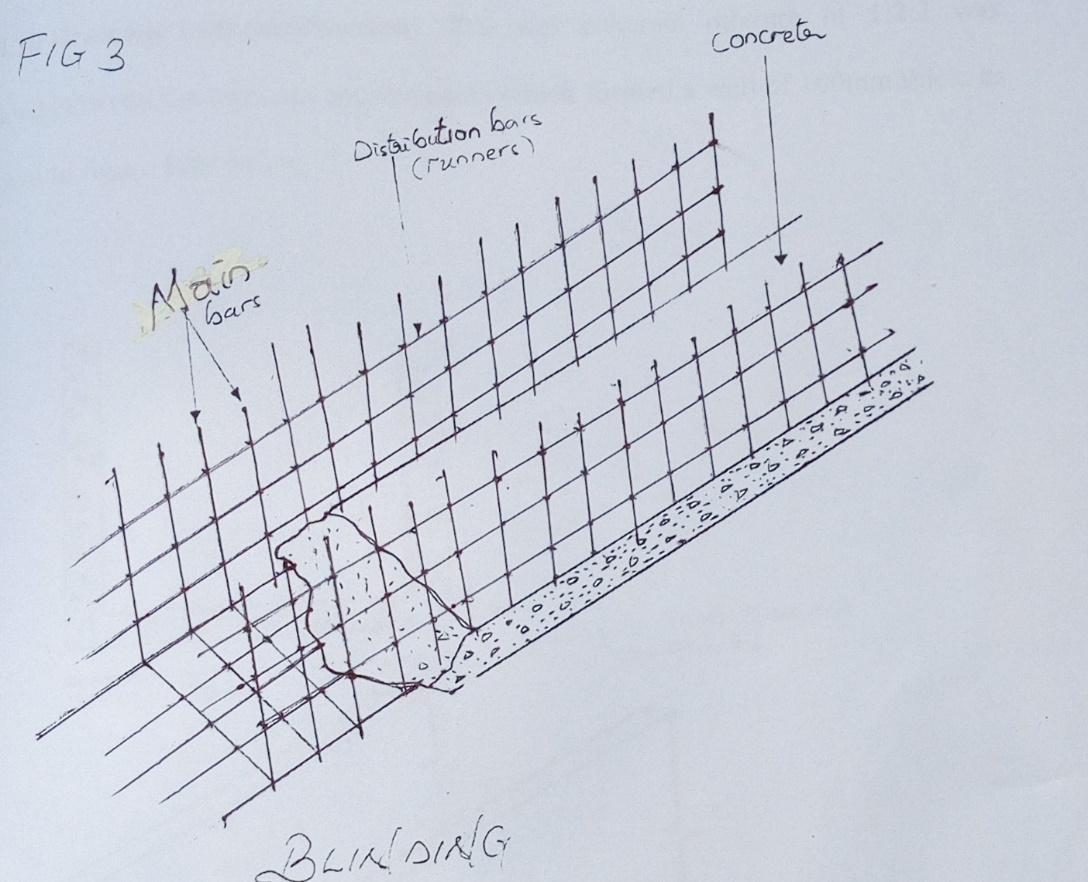 FIG 3
Concrete
Distribution bars
(runners)
Main
bars
BLINDING